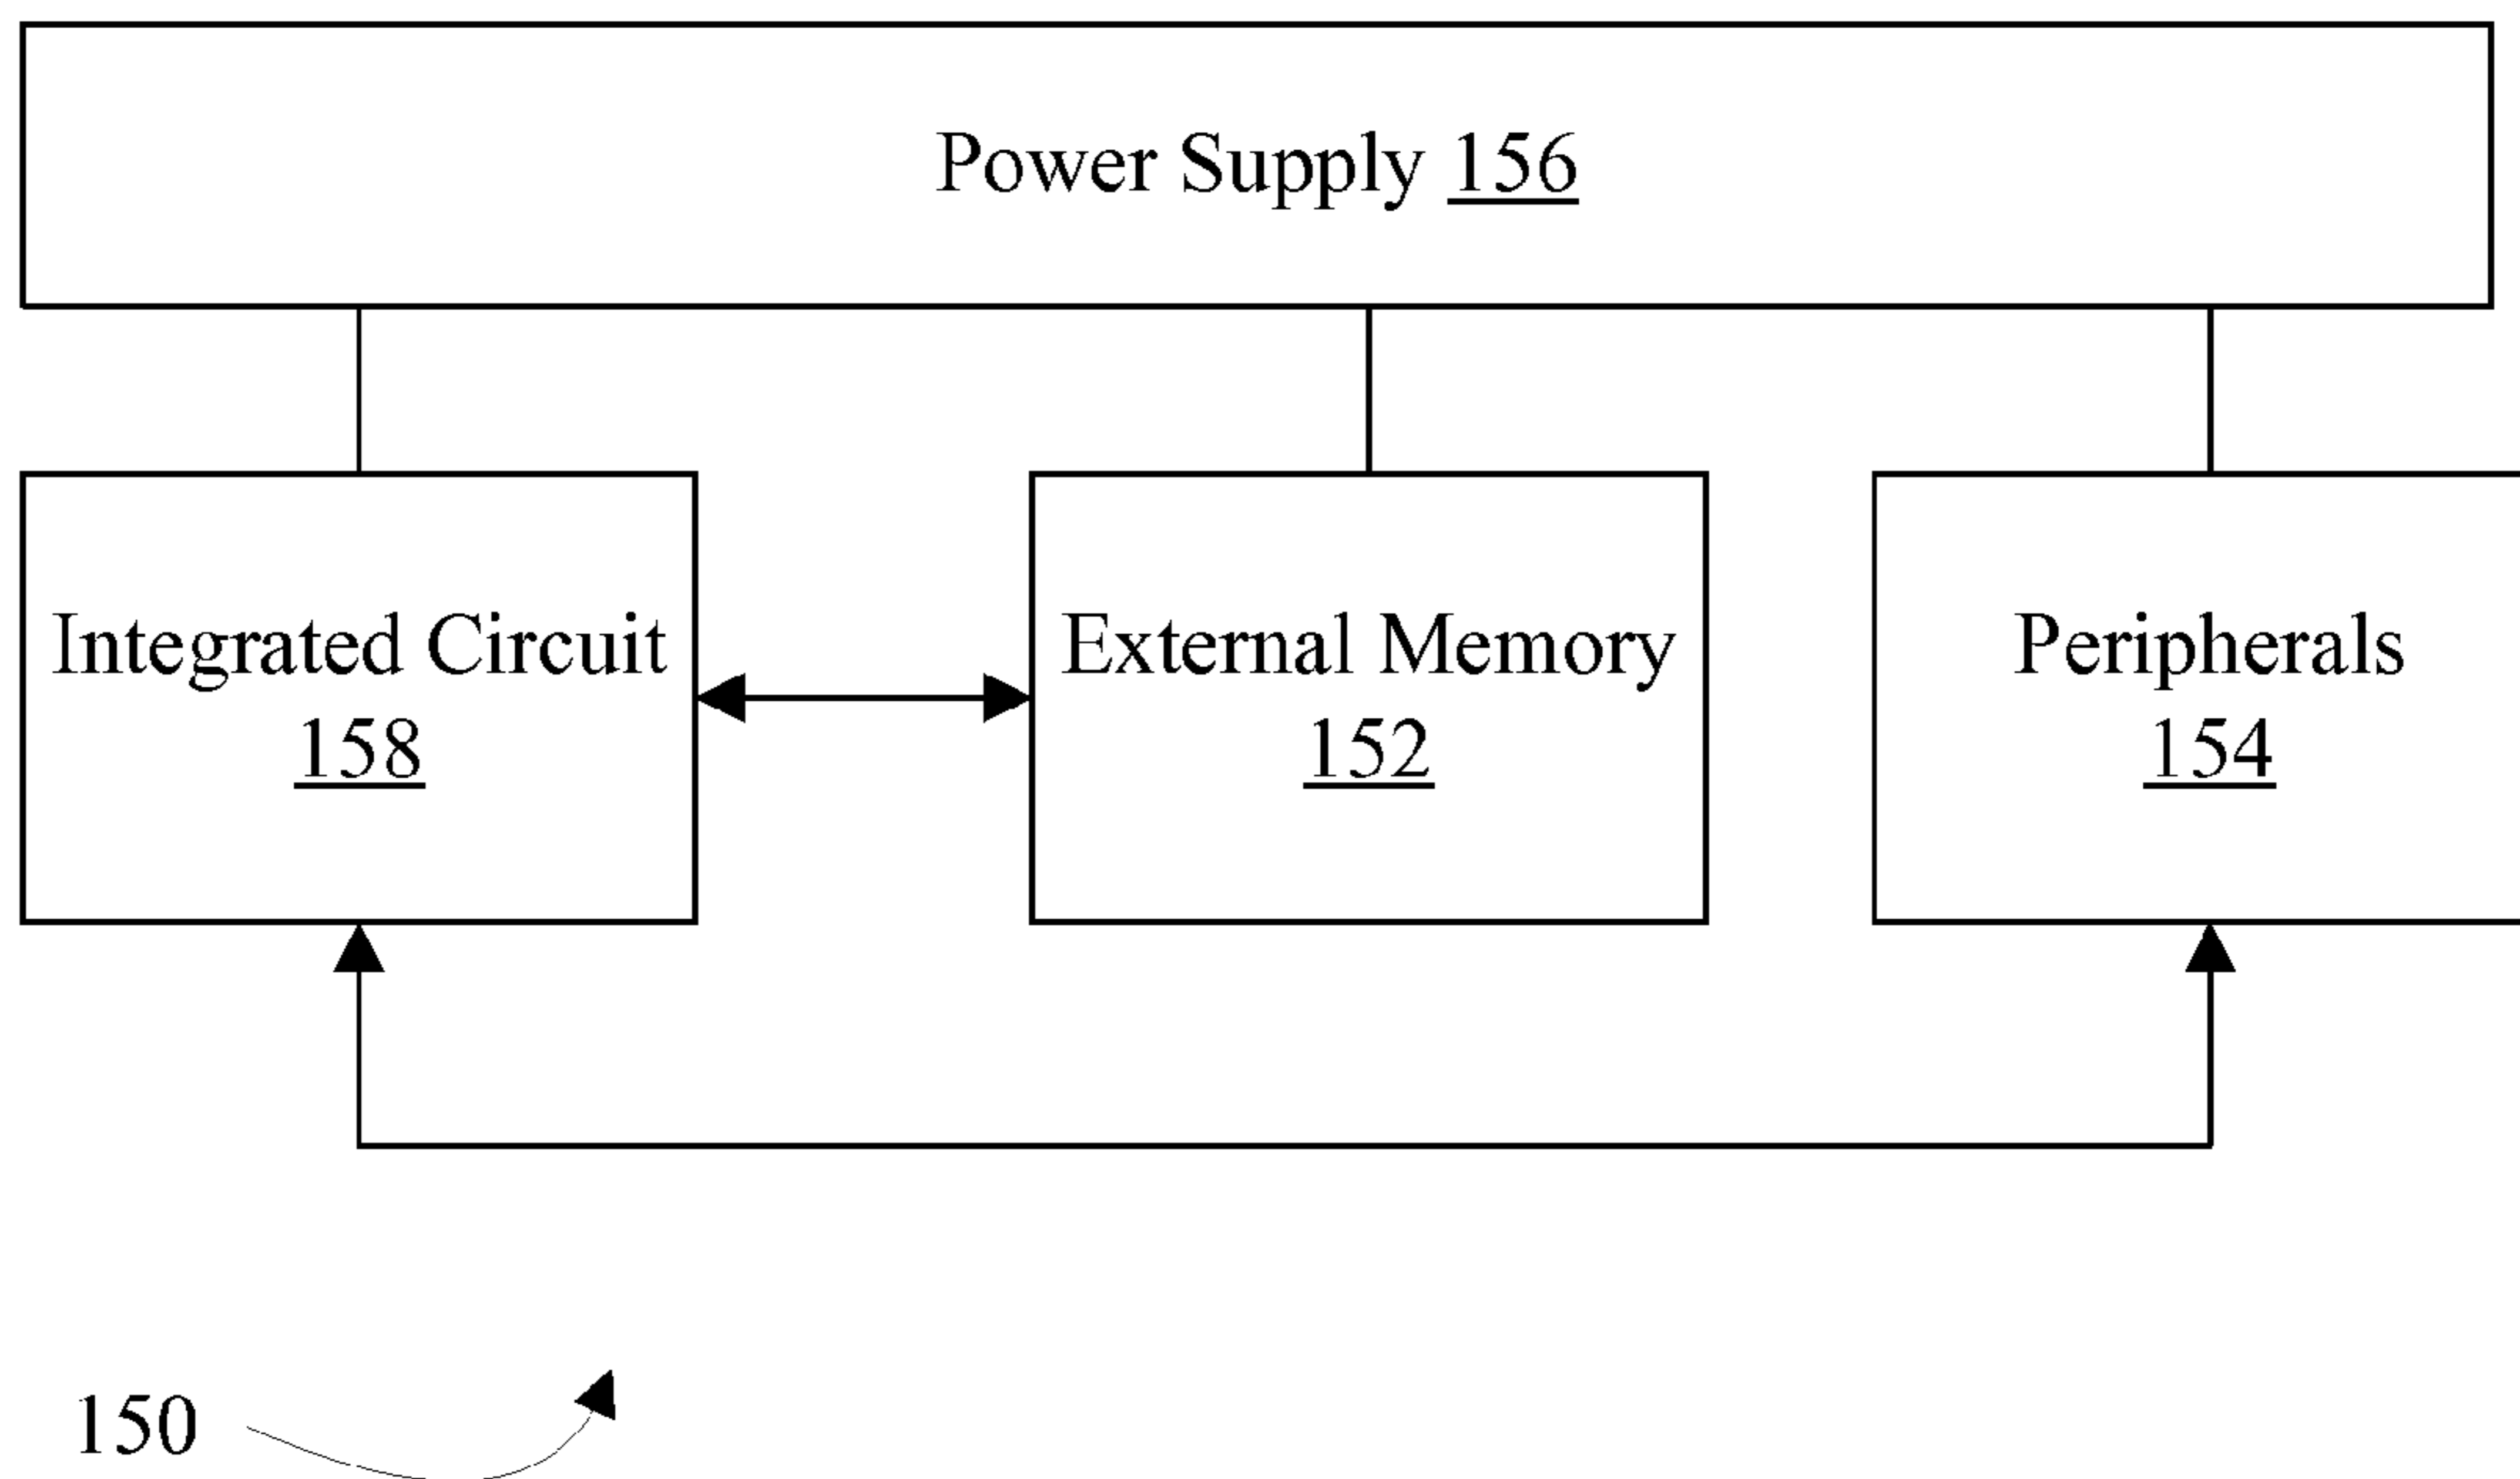 Power Supply 156
Integrated Circuit
158
External Memory
152
Peripherals
154
150